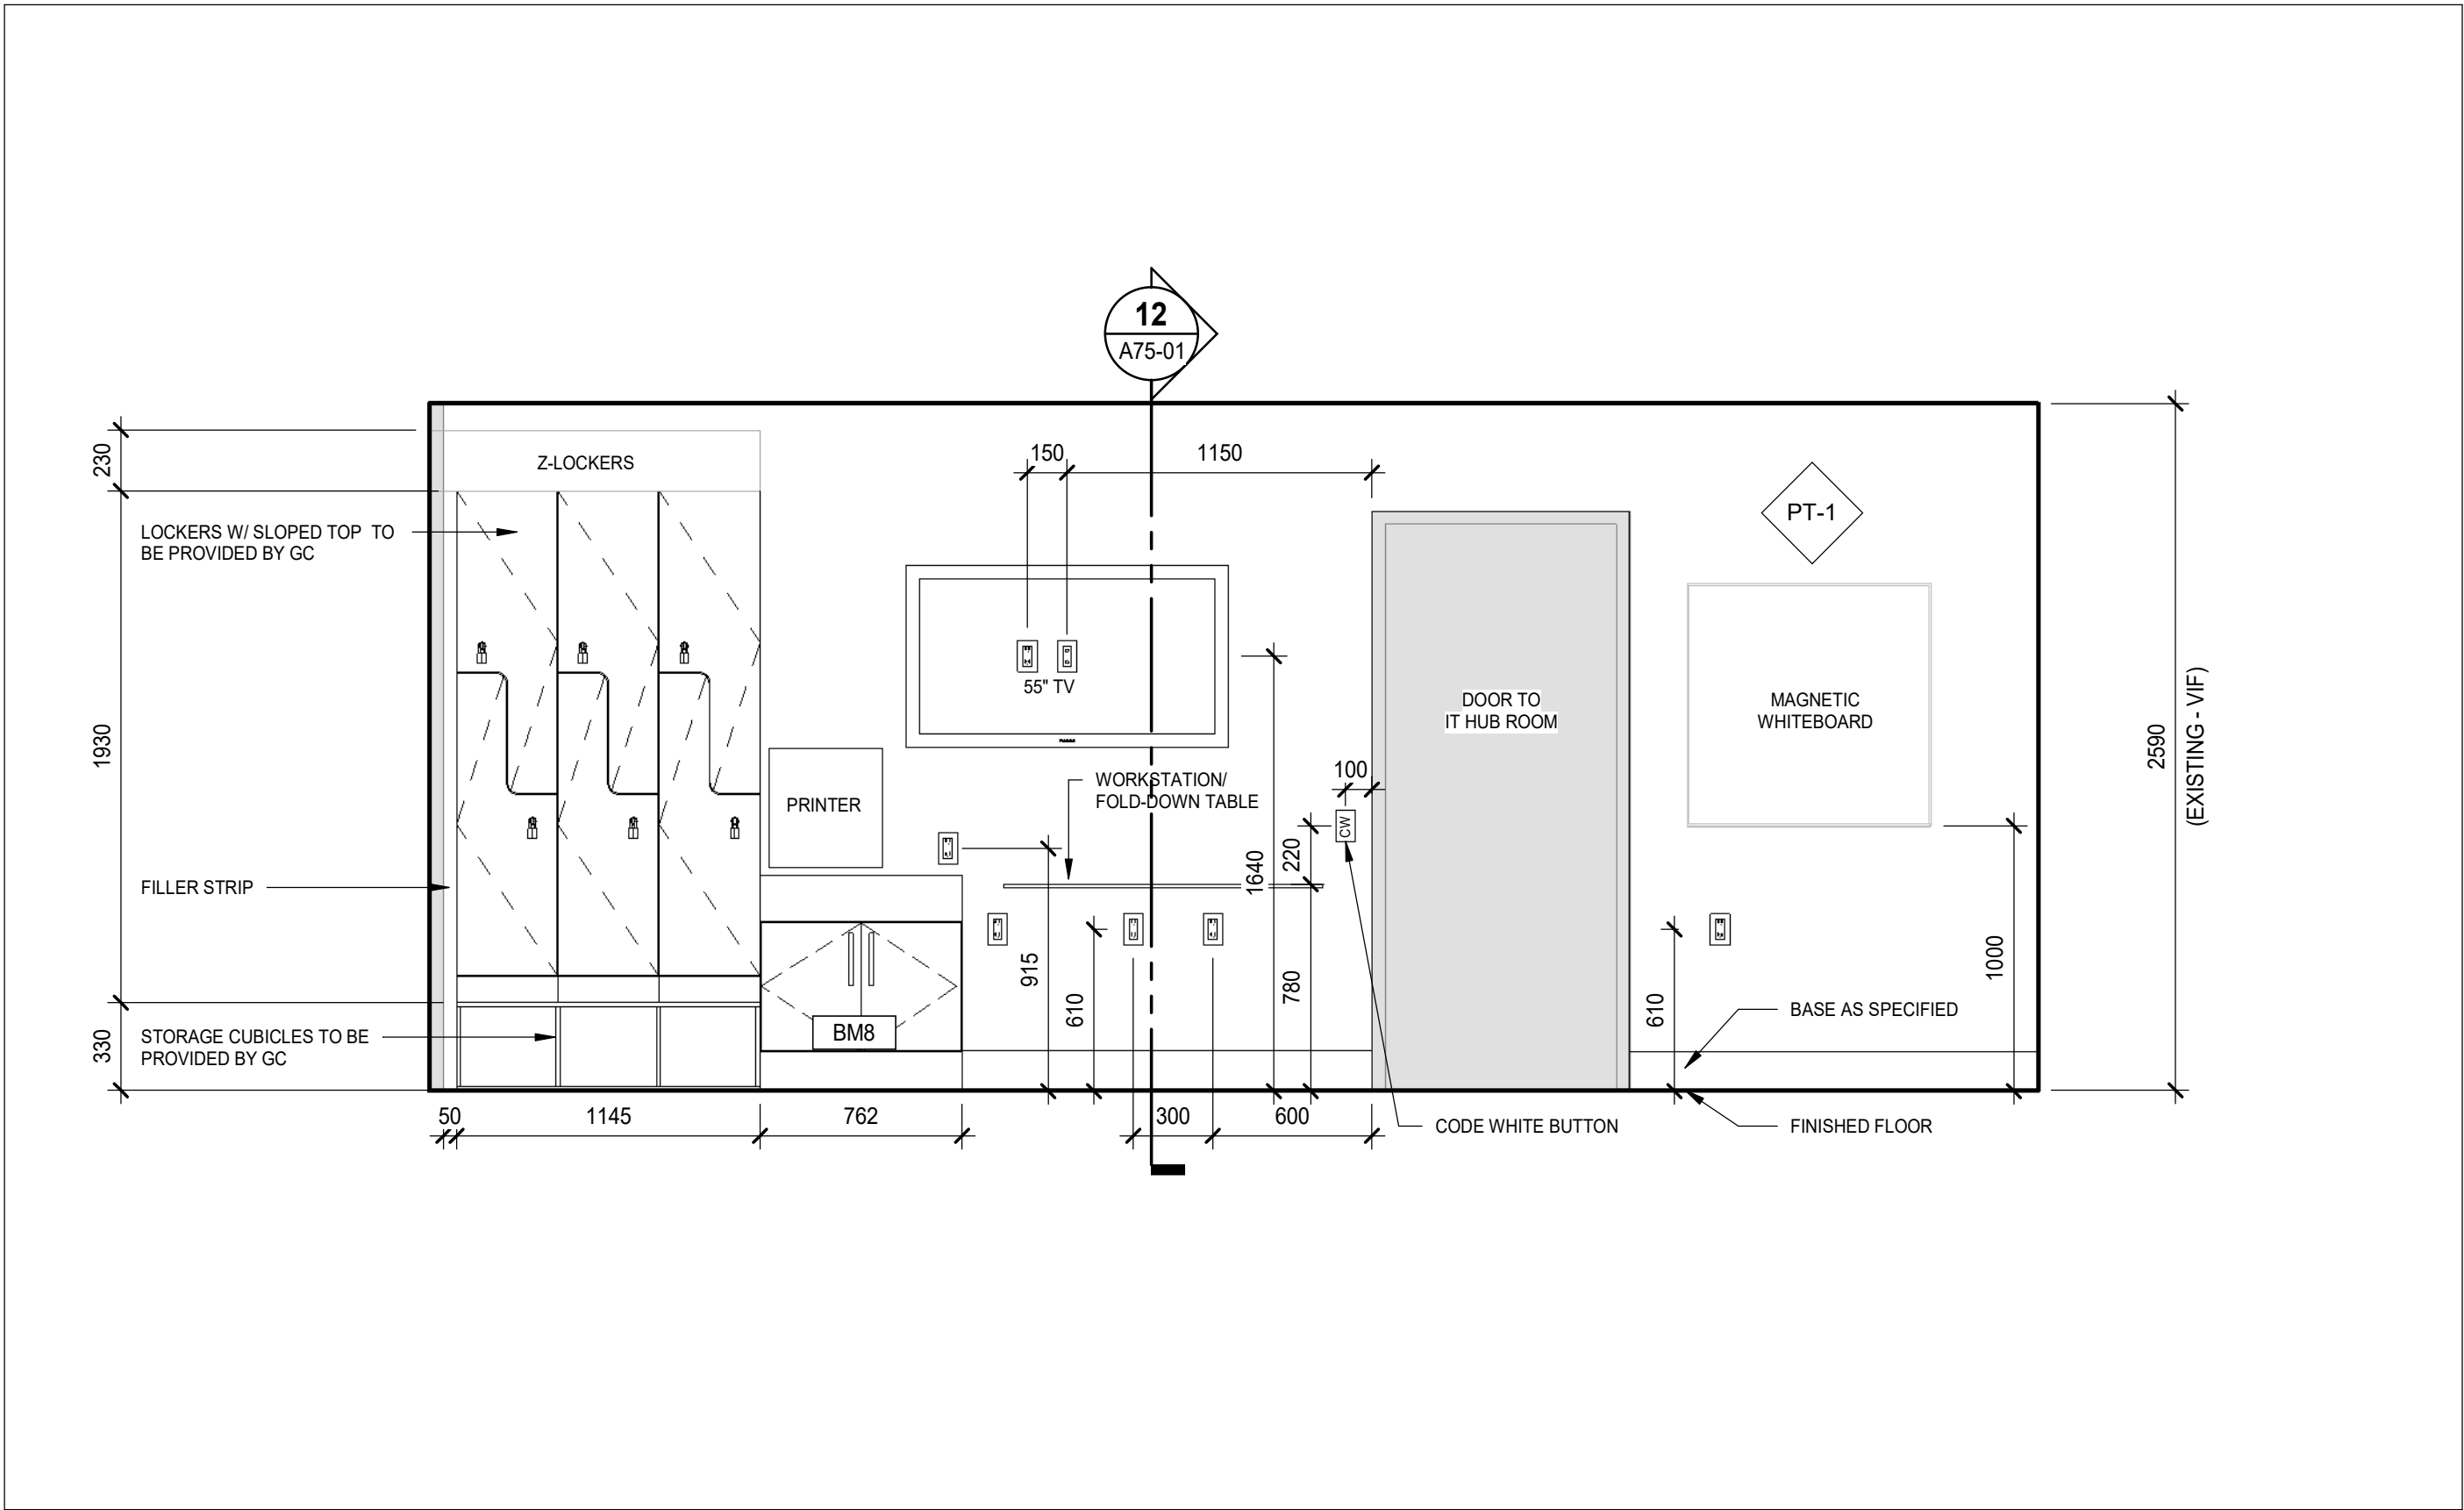 12
A75-01
230
Z-LOCKERS
150
1150
LOCKERS W/ SLOPED TOP TO
BE PROVIDED BY GC
PT-1
55" TV
DOOR TO
IT HUB ROOM
MAGNETIC
WHITEBOARD
1930
2590
(EXISTING - VIF)
PRINTER
WORKSTATION/
FOLD-DOWN TABLE
100
CW
220
1640
FILLER STRIP
915
610
780
610
1000
BASE AS SPECIFIED
330
STORAGE CUBICLES TO BE
PROVIDED BY GC
BM8
50
1145
762
300
600
CODE WHITE BUTTON
FINISHED FLOOR